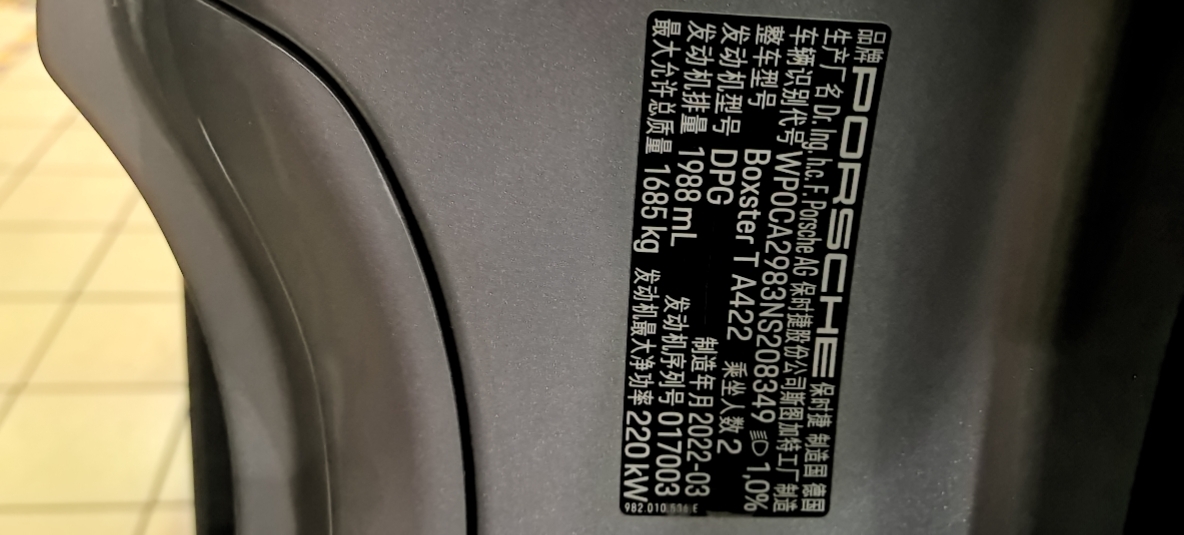 品牌 PORSCHE 保时捷 制造国 德国
生产厂名 Dr. Ing. h.c. F. Porsche AG 保时捷股份公司斯图加特工厂 制造
车辆识别代号 WP0CA2983NS208349 1,0%
整车型号 Boxster T A422 乘坐人数 2
发动机型号 DPG 制造年月 2022-03
发动机排量 1988 mL 发动机序列号 017003
最大允许总质量 1685 kg 发动机最大净功率 220 kW
982.010 E